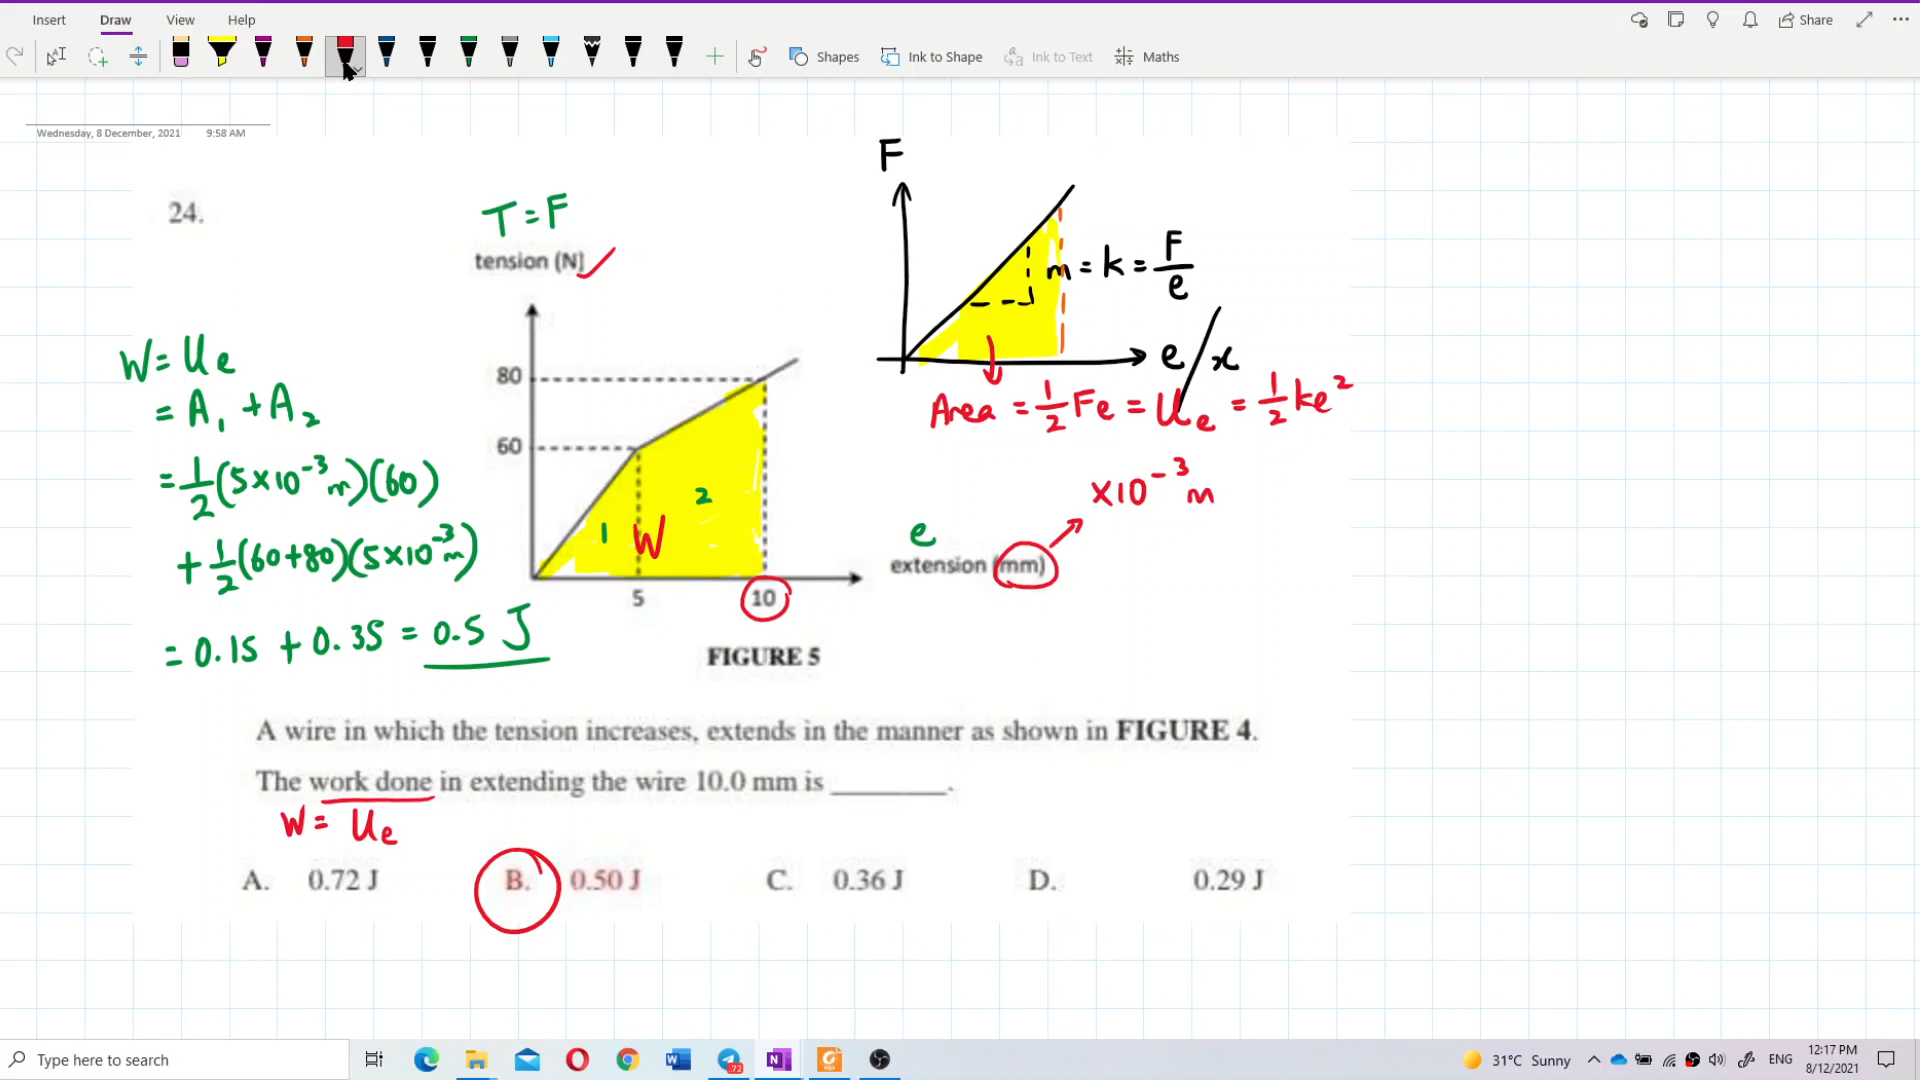 Insert Draw View Help
Share
Shapes Ink to Shape Ink to Text Maths
Wednesday, 8 December, 2021 9:58 AM
24.
T = F
tension (N)
80
60
5
10
1
2
W
e
extension (mm)
×10⁻³ m
FIGURE 5
F
m = k = F/e
e/x
Area = 1/2 Fe = Ue = 1/2 ke²
W = Ue
= A₁ + A₂
= 1/2 (5×10⁻³ m)(60)
+ 1/2 (60+80)(5×10⁻³ m)
= 0.15 + 0.35 = 0.5 J
A wire in which the tension increases, extends in the manner as shown in FIGURE 4.
The work done in extending the wire 10.0 mm is ________.
W = Ue
A. 0.72 J B. 0.50 J C. 0.36 J D. 0.29 J
Type here to search
.72
31°C Sunny
ENG
12:17 PM
8/12/2021